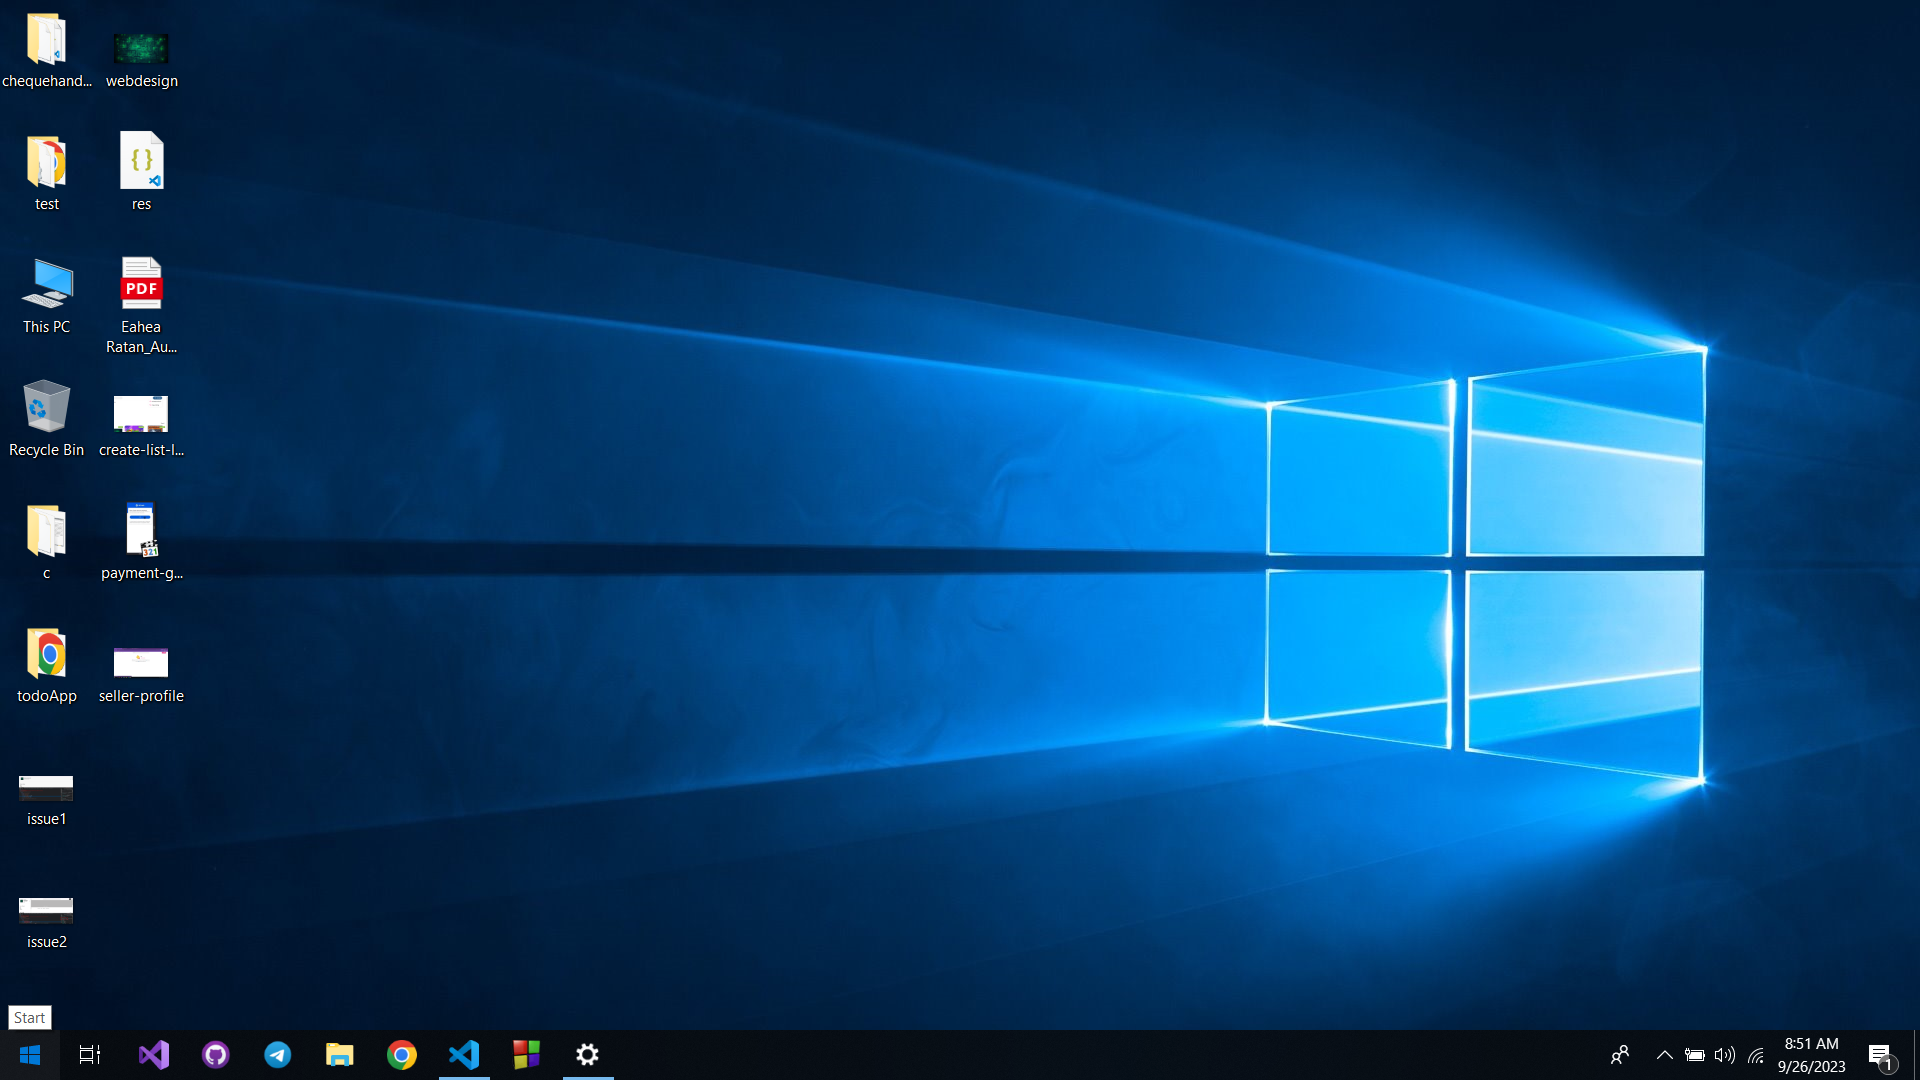 chequehand...
webdesign
test
res
This PC
PDF
Eahea
Ratan_Au...
Recycle Bin
create-list-l...
c
321
payment-g...
todoApp
seller-profile
issue1
issue2
Start
8:51 AM
9/26/2023
1